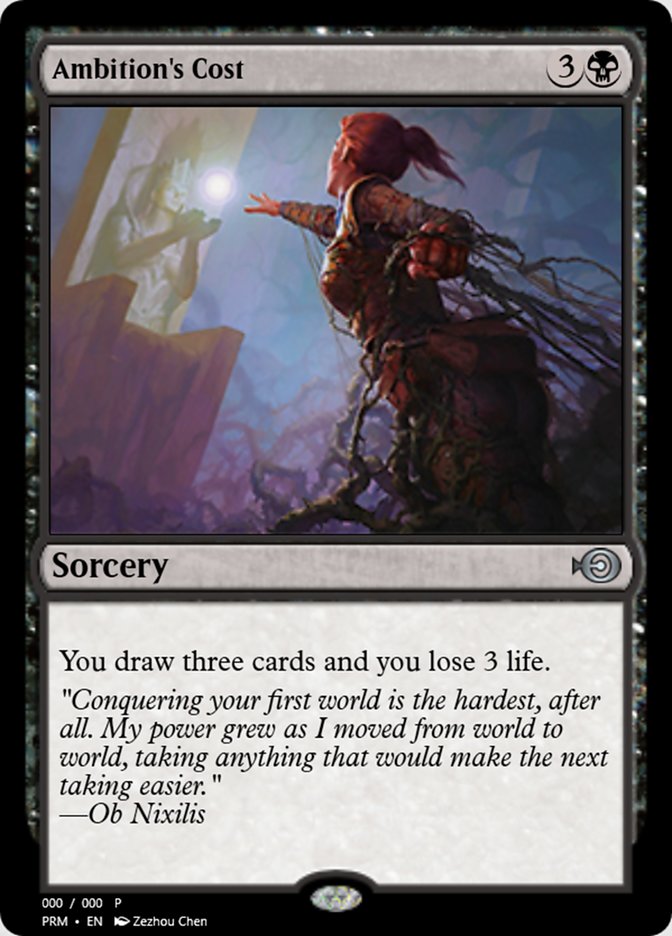 Ambition's Cost 3
Sorcery
You draw three cards and you lose 3 life.
"Conquering your first world is the hardest, after
all. My power grew as I moved from world to
world, taking anything that would make the next
taking easier."
—Ob Nixilis
000 / 000 P
PRM • EN Zezhou Chen